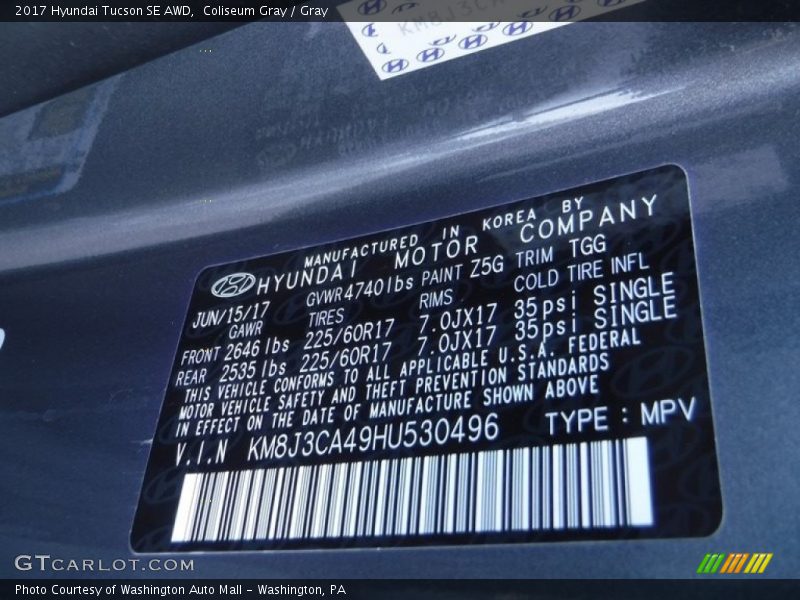 2017 Hyundai Tucson SE AWD,  Coliseum Gray / Gray
MANUFACTURED IN KOREA BY
HYUNDAI MOTOR COMPANY
JUN/15/17 GVWR 4740 lbs PAINT Z5G TRIM TGG
GAWR TIRES RIMS COLD TIRE INFL
FRONT 2646 lbs 225/60R17 7.0JX17 35psi SINGLE
REAR 2535 lbs 225/60R17 7.0JX17 35psi SINGLE
THIS VEHICLE CONFORMS TO ALL APPLICABLE U.S.A. FEDERAL
MOTOR VEHICLE SAFETY AND THEFT PREVENTION STANDARDS
IN EFFECT ON THE DATE OF MANUFACTURE SHOWN ABOVE
V.I.N KM8J3CA49HU530496 TYPE : MPV
GTCARLOT.COM
Photo Courtesy of Washington Auto Mall - Washington, PA